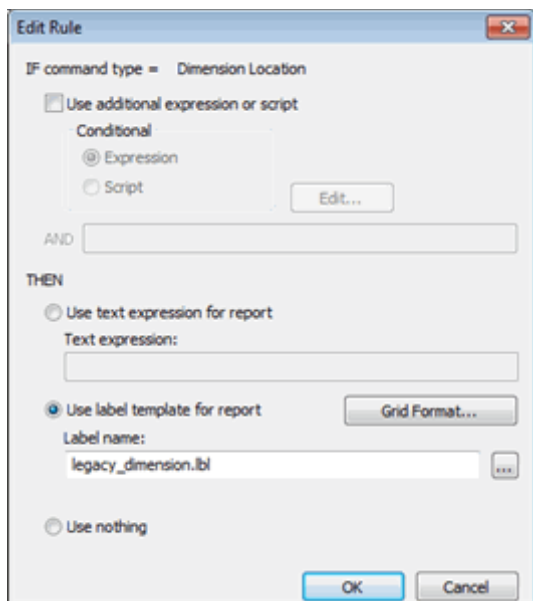 Edit Rule
IF command type = Dimension Location
Use additional expression or script
Conditional
Expression
Script
Edit...
AND
THEN
Use text expression for report
Text expression:
Use label template for report
Grid Format...
Label name:
legacy_dimension.lbl
...
Use nothing
OK
Cancel